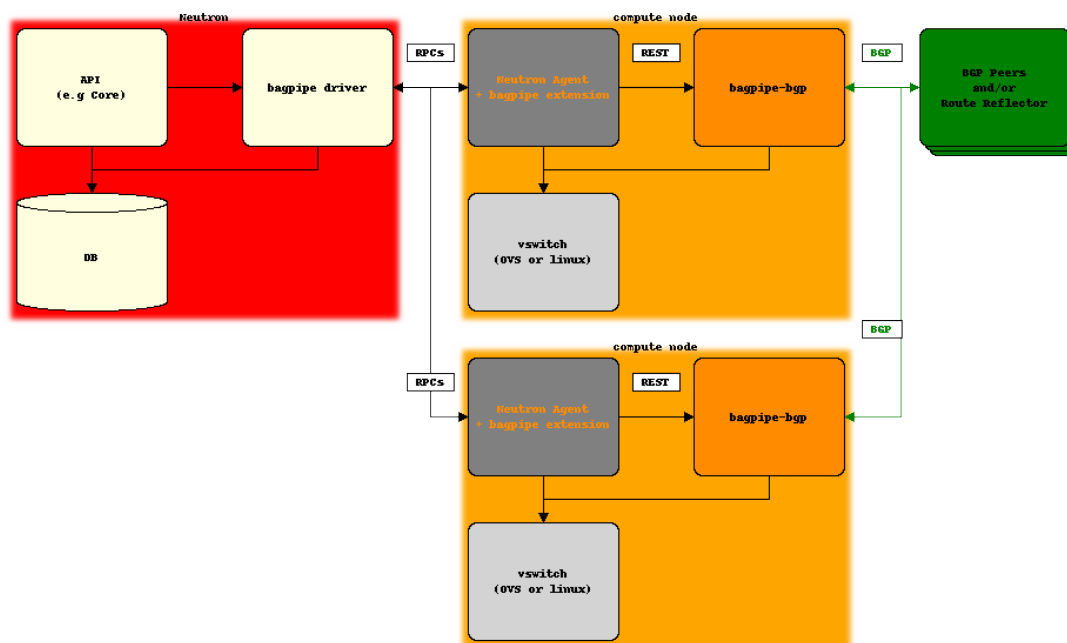 Neutron
compute node
API
(e.g Core)
bagpipe driver
RPCs
Neutron Agent
+ bagpipe extension
REST
bagpipe-bgp
BGP
BGP Peers
and/or
Route Reflector
DB
vswitch
(OVS or linux)
BGP
compute node
RPCs
Neutron Agent
+ bagpipe extension
REST
bagpipe-bgp
vswitch
(OVS or linux)